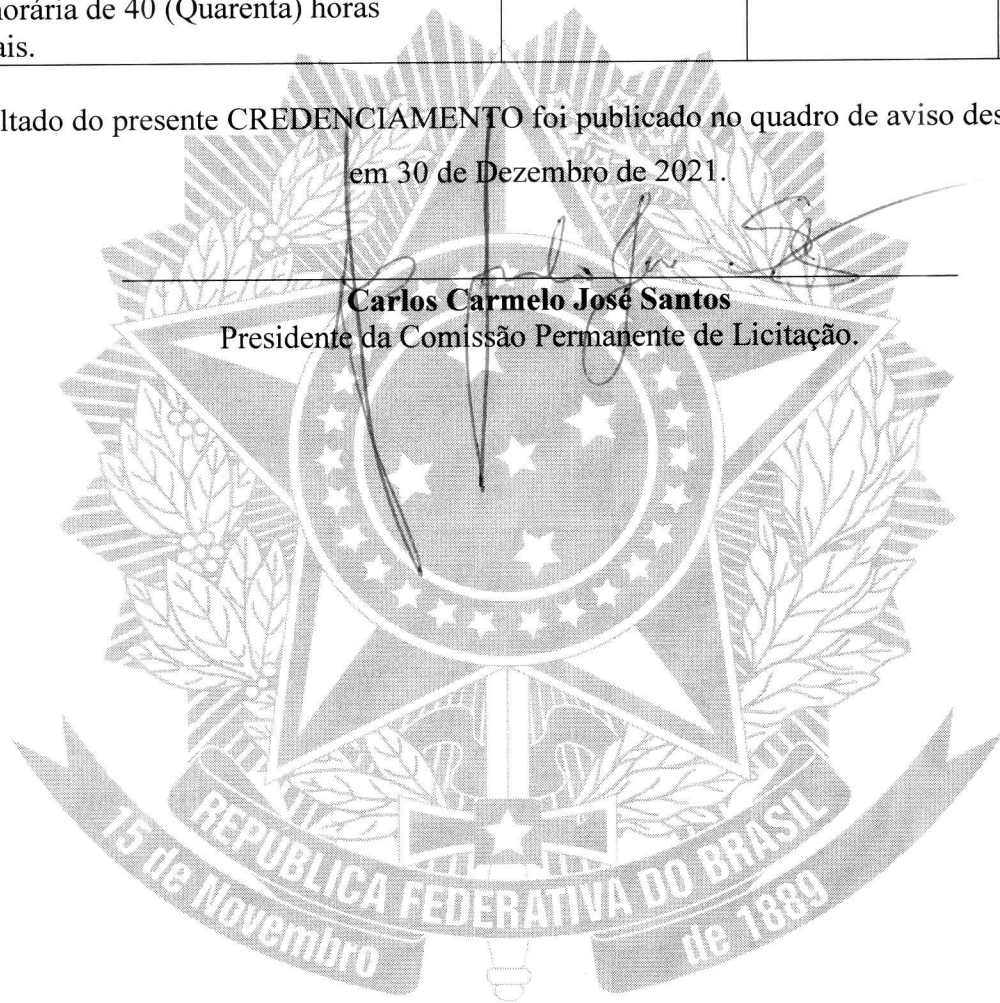 horária de 40 (Quarenta) horas
ais.
ltado do presente CREDENCIAMENTO foi publicado no quadro de aviso des
em 30 de Dezembro de 2021.
Carlos Carmelo José Santos
Presidente da Comissão Permanente de Licitação.
REPÚBLICA FEDERATIVA DO BRASIL
15 de Novembro
de 1889